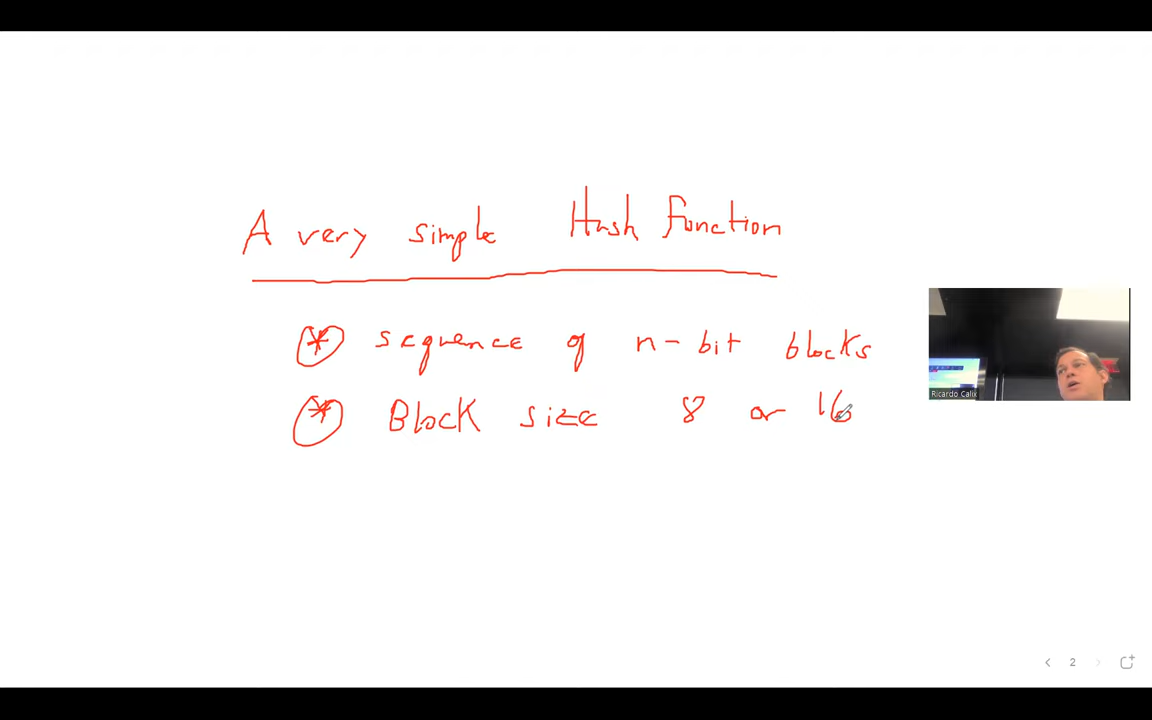 A very simple Hash Function
* sequence of n-bit blocks
* Block size 8 or 16
Ricardo Calix
2